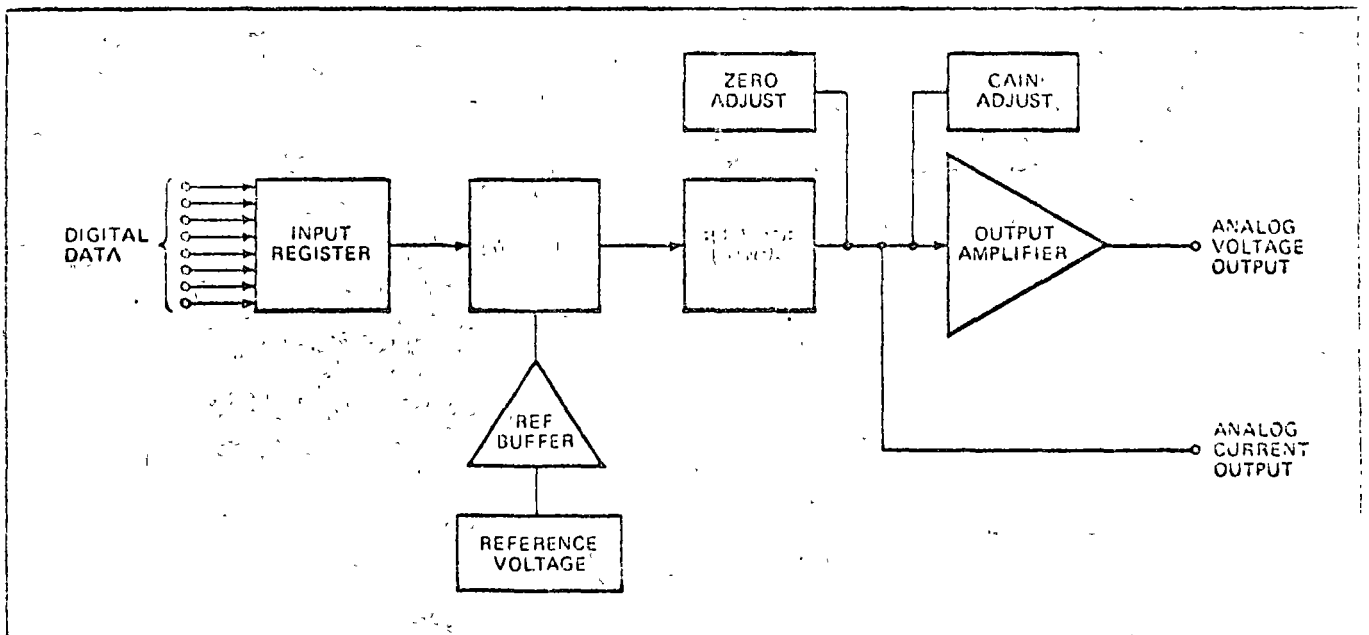 ZERO
ADJUST
CAIN
ADJUST
DIGITAL
DATA
INPUT
REGISTER
OUTPUT
AMPLIFIER
ANALOG
VOLTAGE
OUTPUT
REF
BUFFER
ANALOG
CURRENT
OUTPUT
REFERENCE
VOLTAGE